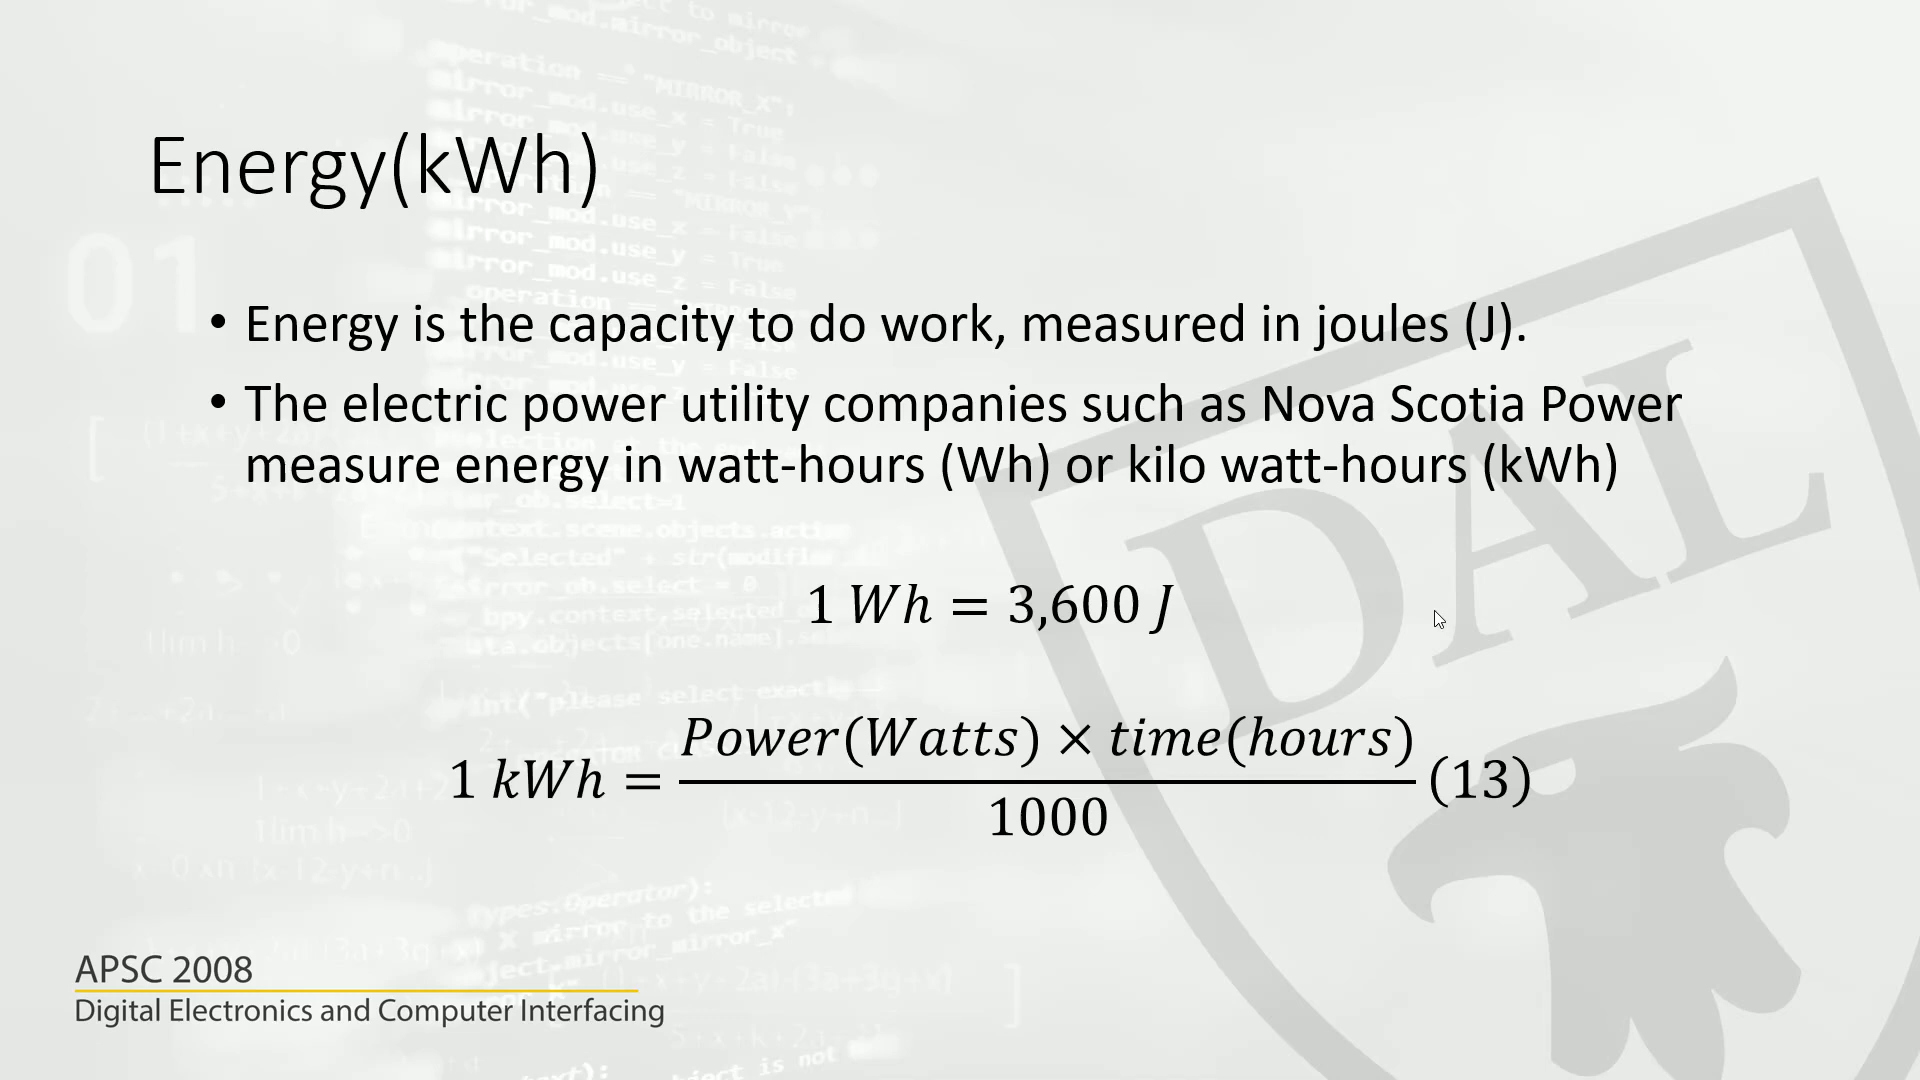 Energy(kWh)
• Energy is the capacity to do work, measured in joules (J).
• The electric power utility companies such as Nova Scotia Power
measure energy in watt-hours (Wh) or kilo watt-hours (kWh)
1 Wh = 3,600 J
1 kWh = Power(Watts) × time(hours) / 1000 (13)
DAL
APSC 2008
Digital Electronics and Computer Interfacing